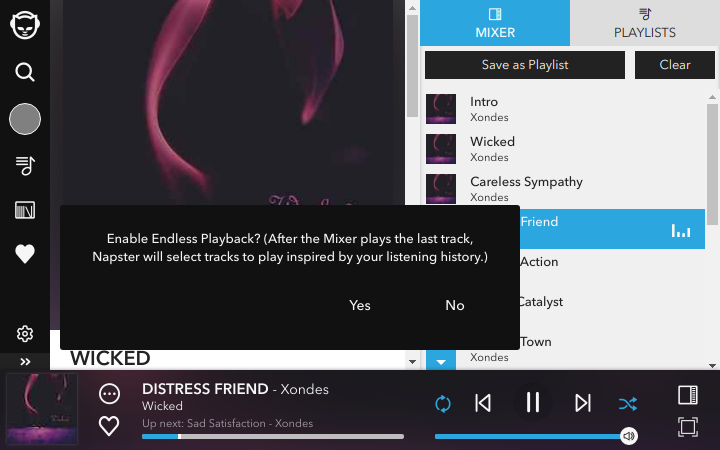 MIXER
PLAYLISTS
Save as Playlist
Clear
Intro
Xondes
Wicked
Xondes
Careless Sympathy
Xondes
Friend
Action
Catalyst
Town
Xondes
Enable Endless Playback? (After the Mixer plays the last track,
Napster will select tracks to play inspired by your listening history.)
Yes
No
WICKED
DISTRESS FRIEND - Xondes
Wicked
Up next: Sad Satisfaction - Xondes